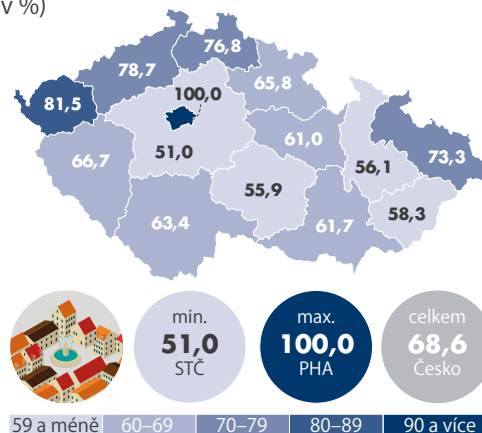 v %)
76,8
78,7
65,8
100,0
81,5
61,0
51,0
66,7
56,1
73,3
55,9
58,3
63,4
61,7
min.
51,0
STČ
max.
100,0
PHA
celkem
68,6
Česko
59 a méně 60–69 70–79 80–89 90 a více